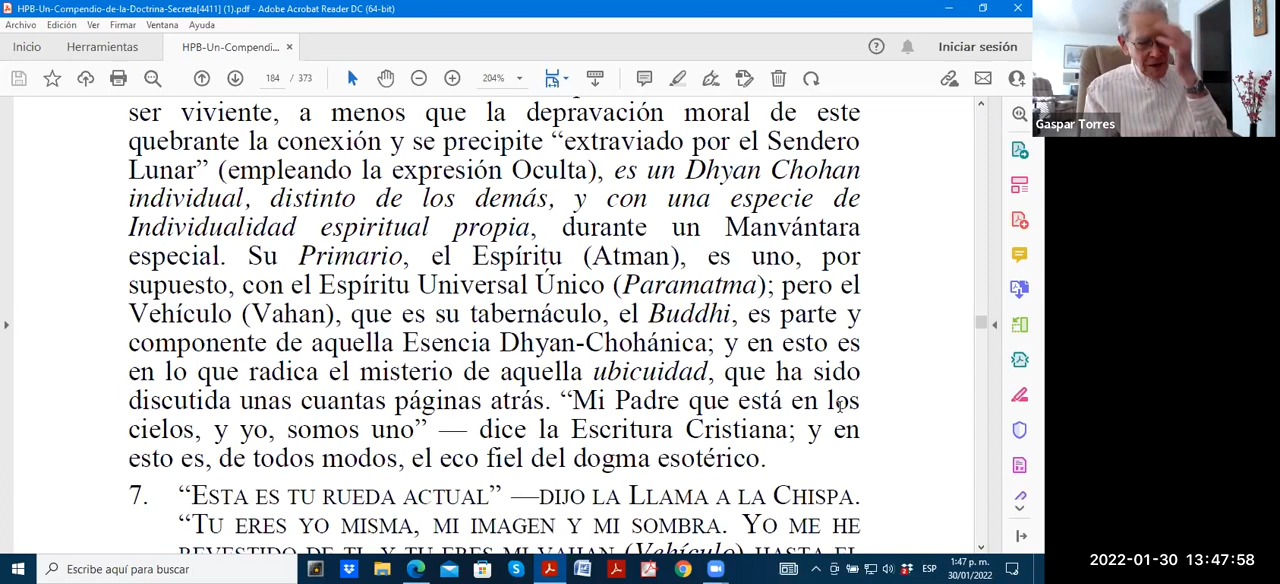 HPB-Un-Compendio-de-la-Doctrina-Secreta[4411] (1).pdf - Adobe Acrobat Reader DC (64-bit)
Archivo Edición Ver Firmar Ventana Ayuda
Inicio Herramientas HPB-Un-Compendi... × Iniciar sesión
184 / 373 204%
ser viviente, a menos que la depravación moral de este
quebrante la conexión y se precipite “extraviado por el Sendero
Lunar” (empleando la expresión Oculta), es un Dhyan Chohan
individual, distinto de los demás, y con una especie de
Individualidad espiritual propia, durante un Manvántara
especial. Su Primario, el Espíritu (Atman), es uno, por
supuesto, con el Espíritu Universal Único (Paramatma); pero el
Vehículo (Vahan), que es su tabernáculo, el Buddhi, es parte y
componente de aquella Esencia Dhyan-Chohánica; y en esto es
en lo que radica el misterio de aquella ubicuidad, que ha sido
discutida unas cuantas páginas atrás. “Mi Padre que está en los
cielos, y yo, somos uno” — dice la Escritura Cristiana; y en
esto es, de todos modos, el eco fiel del dogma esotérico.
7. “ESTA ES TU RUEDA ACTUAL” —DIJO LA LLAMA A LA CHISPA.
“TU ERES YO MISMA, MI IMAGEN Y MI SOMBRA. YO ME HE
REVESTIDO DE TI, Y TU ERES MI VAHAN (Vehículo) HASTA EL
Gaspar Torres
Escribe aquí para buscar
ESP
1:47 p. m.
30/01/2022
2022-01-30 13:47:58